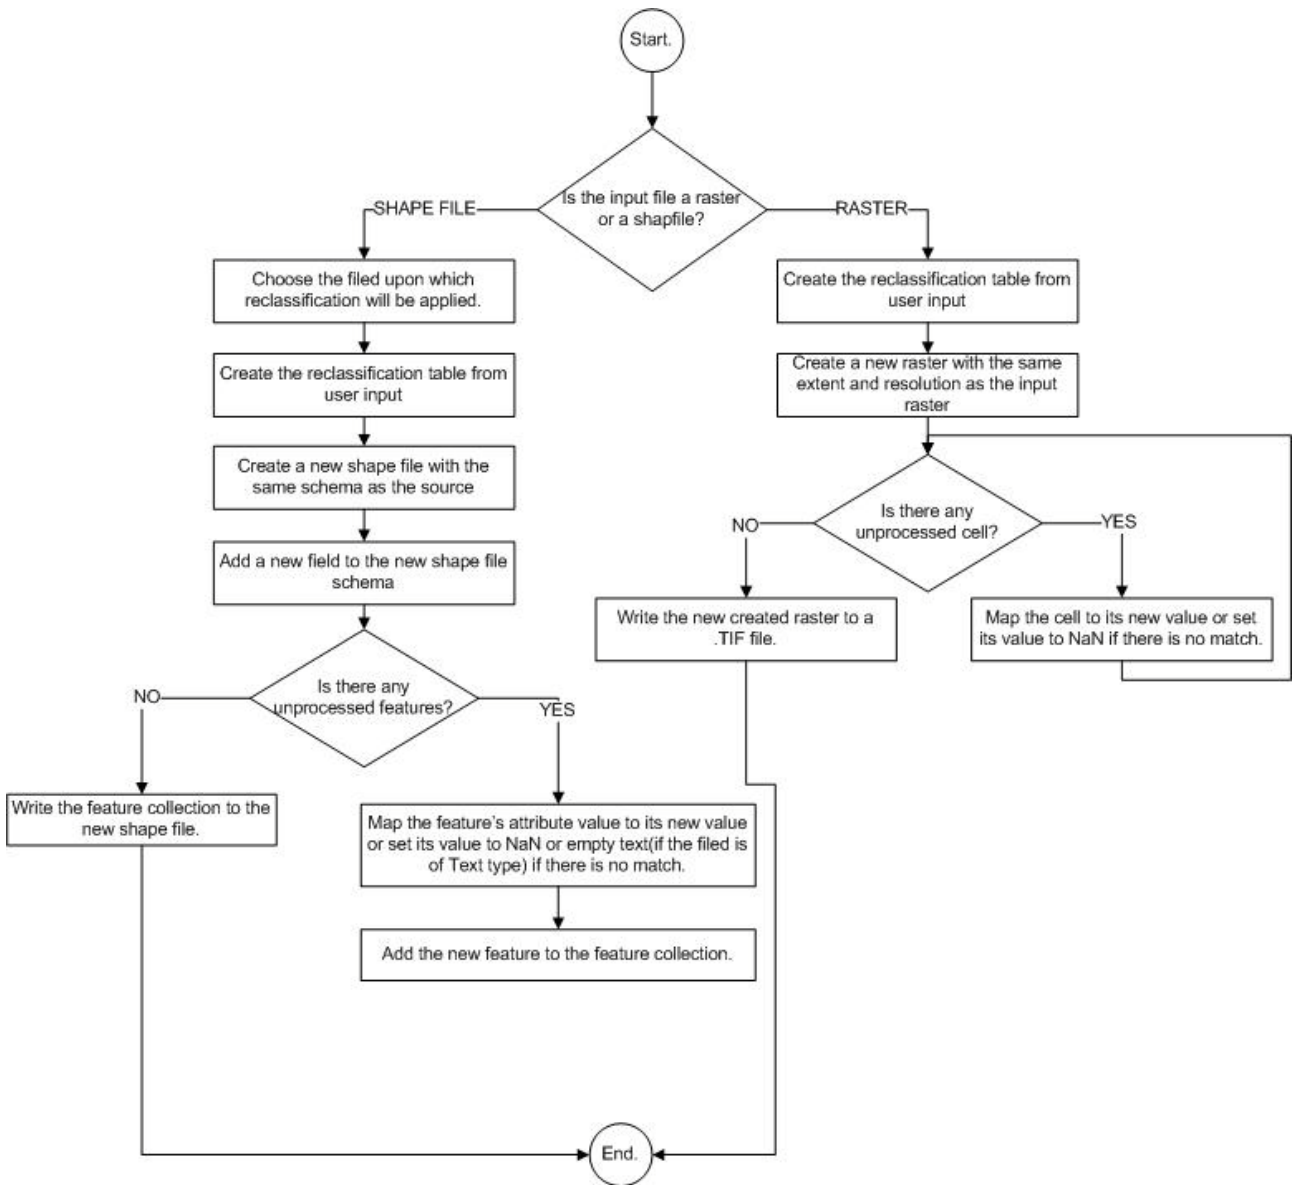 Start.
Is the input file a raster
or a shapfile?
SHAPE FILE
RASTER
Choose the filed upon which
reclassification will be applied.
Create the reclassification table from
user input
Create the reclassification table from
user input
Create a new raster with the same
extent and resolution as the input
raster
Create a new shape file with the
same schema as the source
Is there any
unprocessed cell?
NO
YES
Add a new field to the new shape file
schema
Write the new created raster to a
.TIF file.
Map the cell to its new value or set
its value to NaN if there is no match.
Is there any
unprocessed features?
NO
YES
Write the feature collection to the
new shape file.
Map the feature's attribute value to its new value
or set its value to NaN or empty text(if the filed is
of Text type) if there is no match.
Add the new feature to the feature collection.
End.